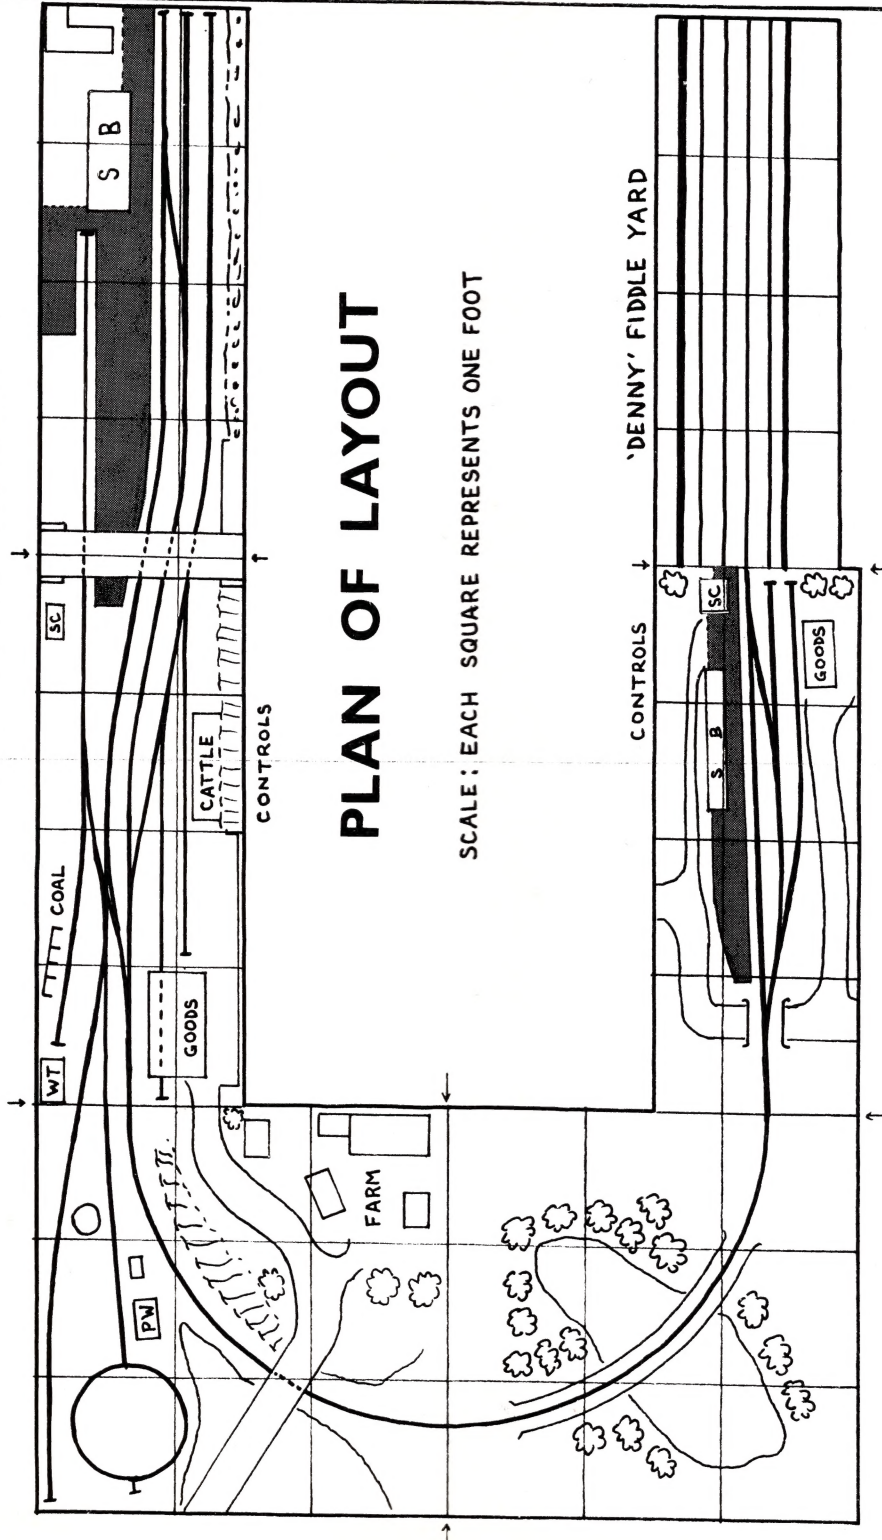 PLAN OF LAYOUT
SCALE: EACH SQUARE REPRESENTS ONE FOOT
'DENNY' FIDDLE YARD
S B
SC
CATTLE
CONTROLS
COAL
GOODS
WT
PW
FARM
CONTROLS
SC
S B
GOODS